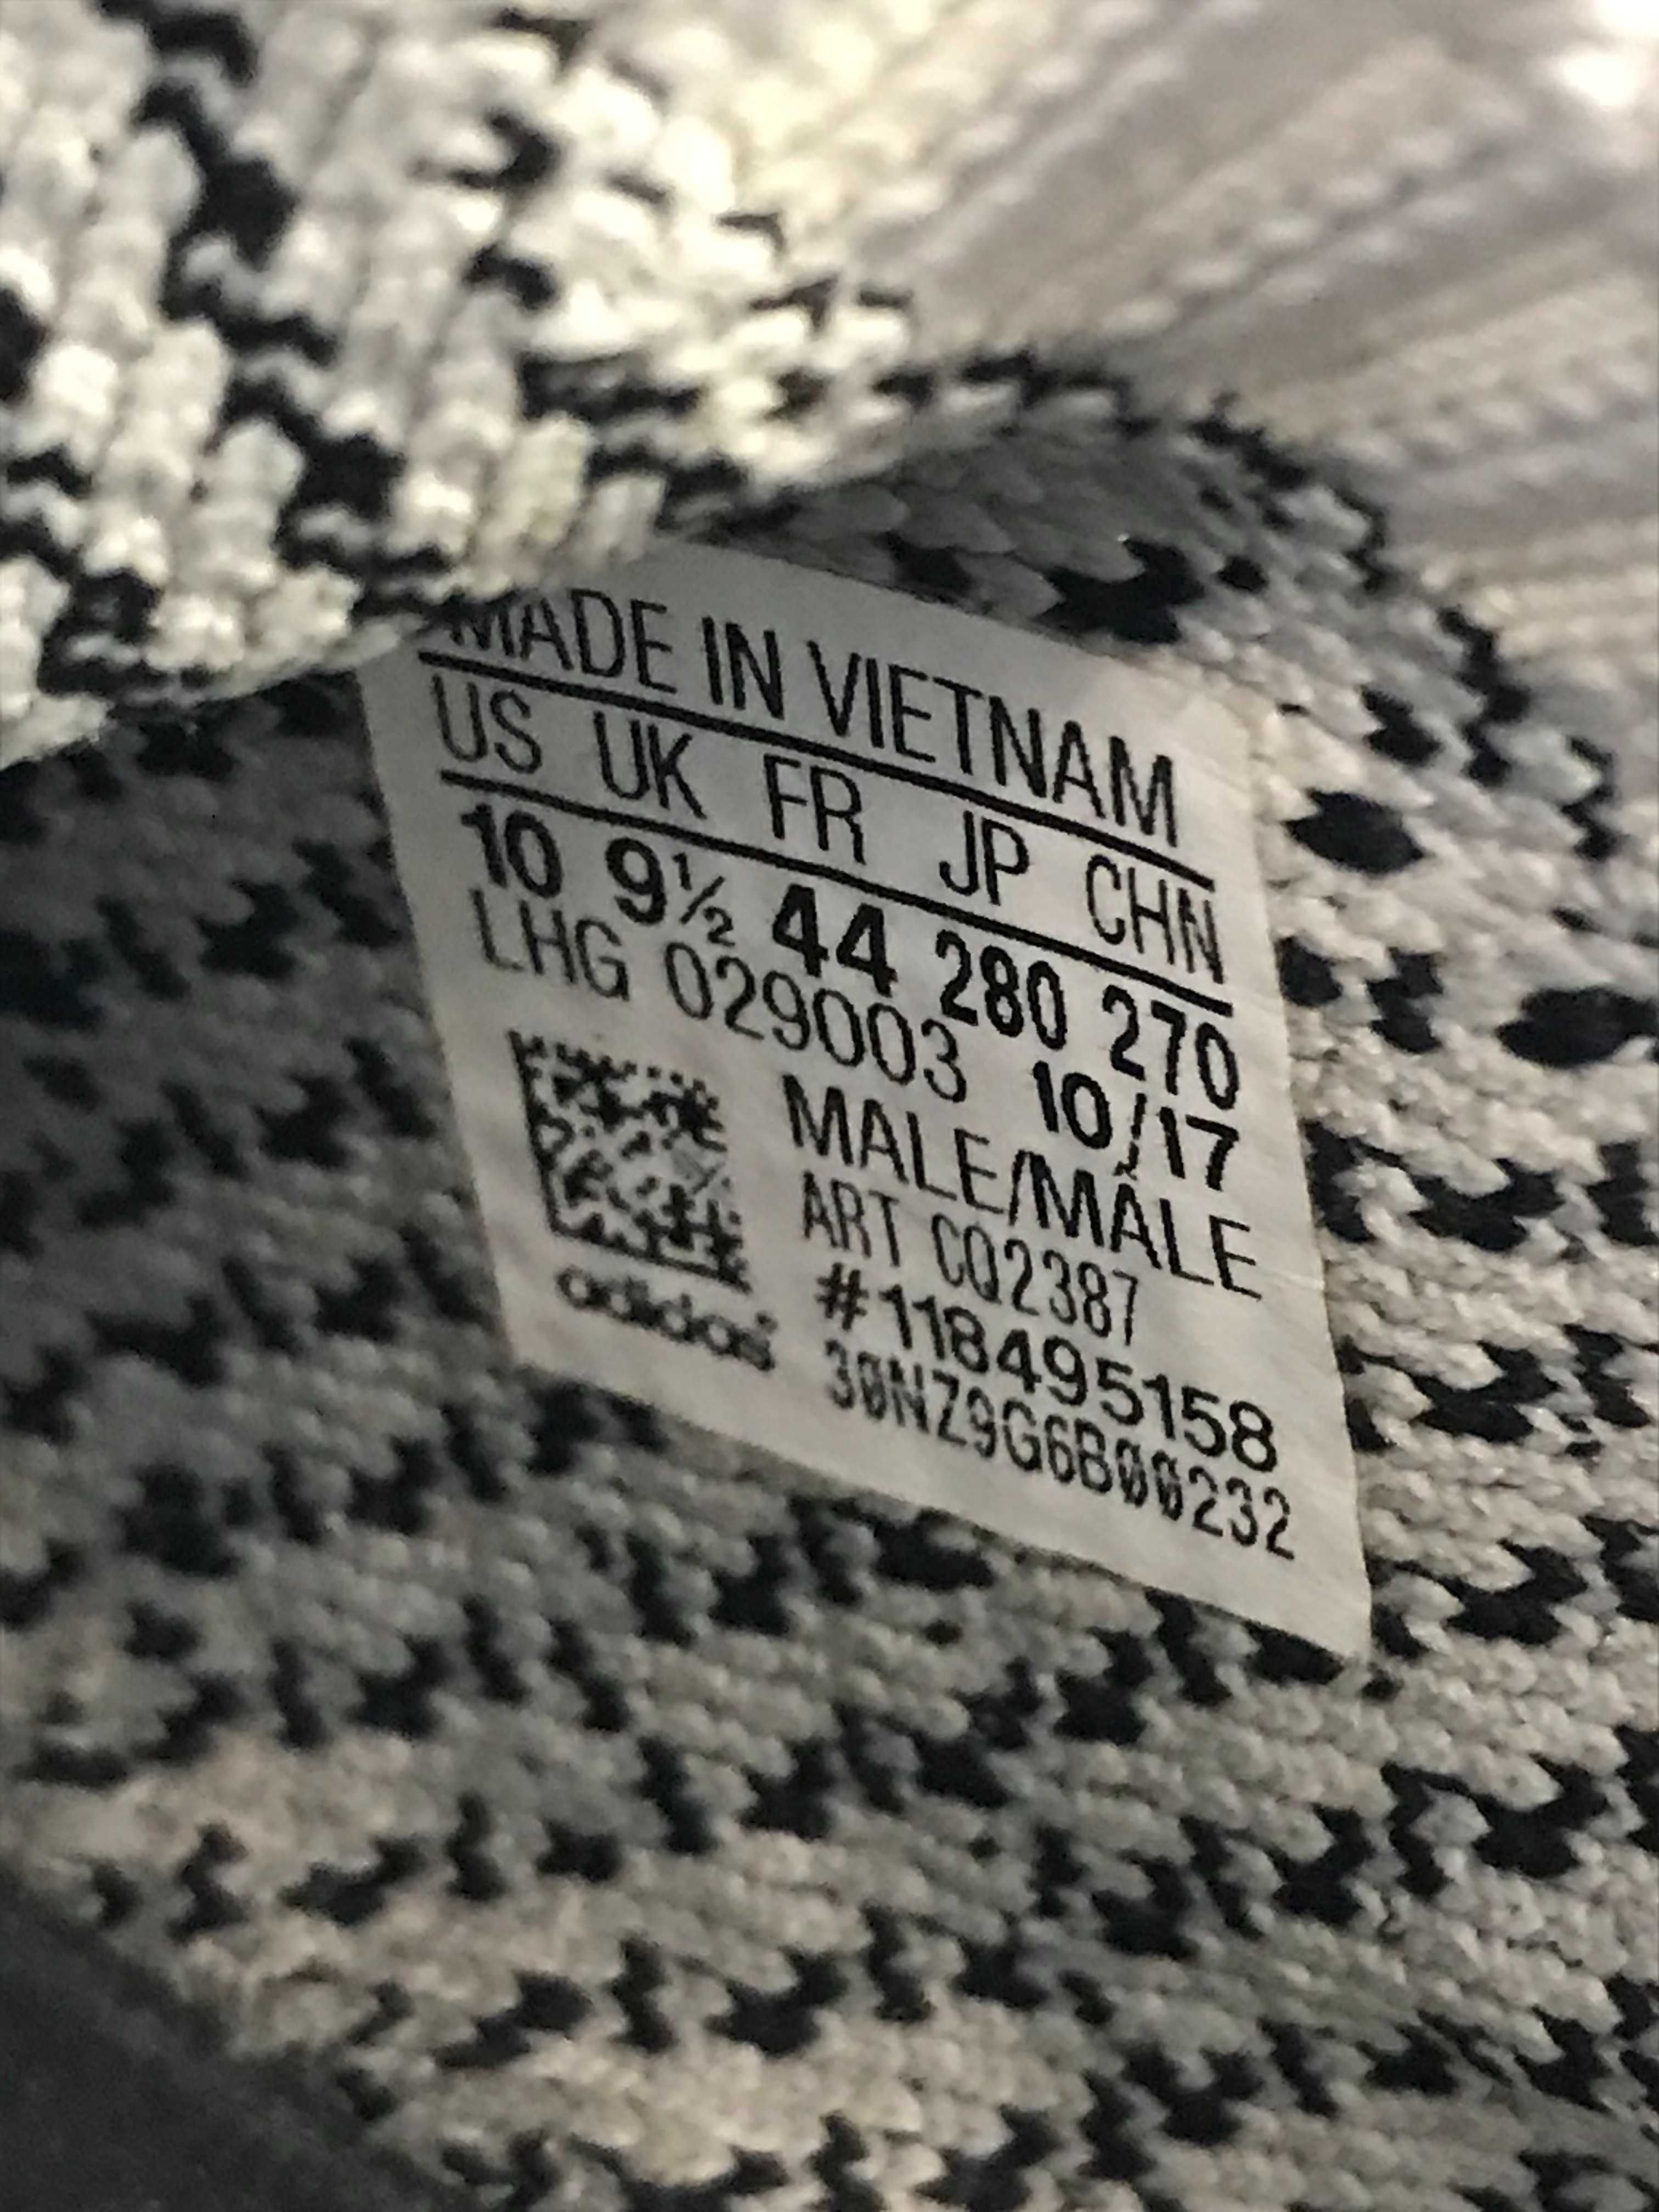 MADE IN VIETNAM
US UK FR JP CHN
10 9½ 44 280 270
LHG 029003 10/17
MALE/MÂLE
ART CQ2387
#118495158
adidas 30NZ9G6B00232